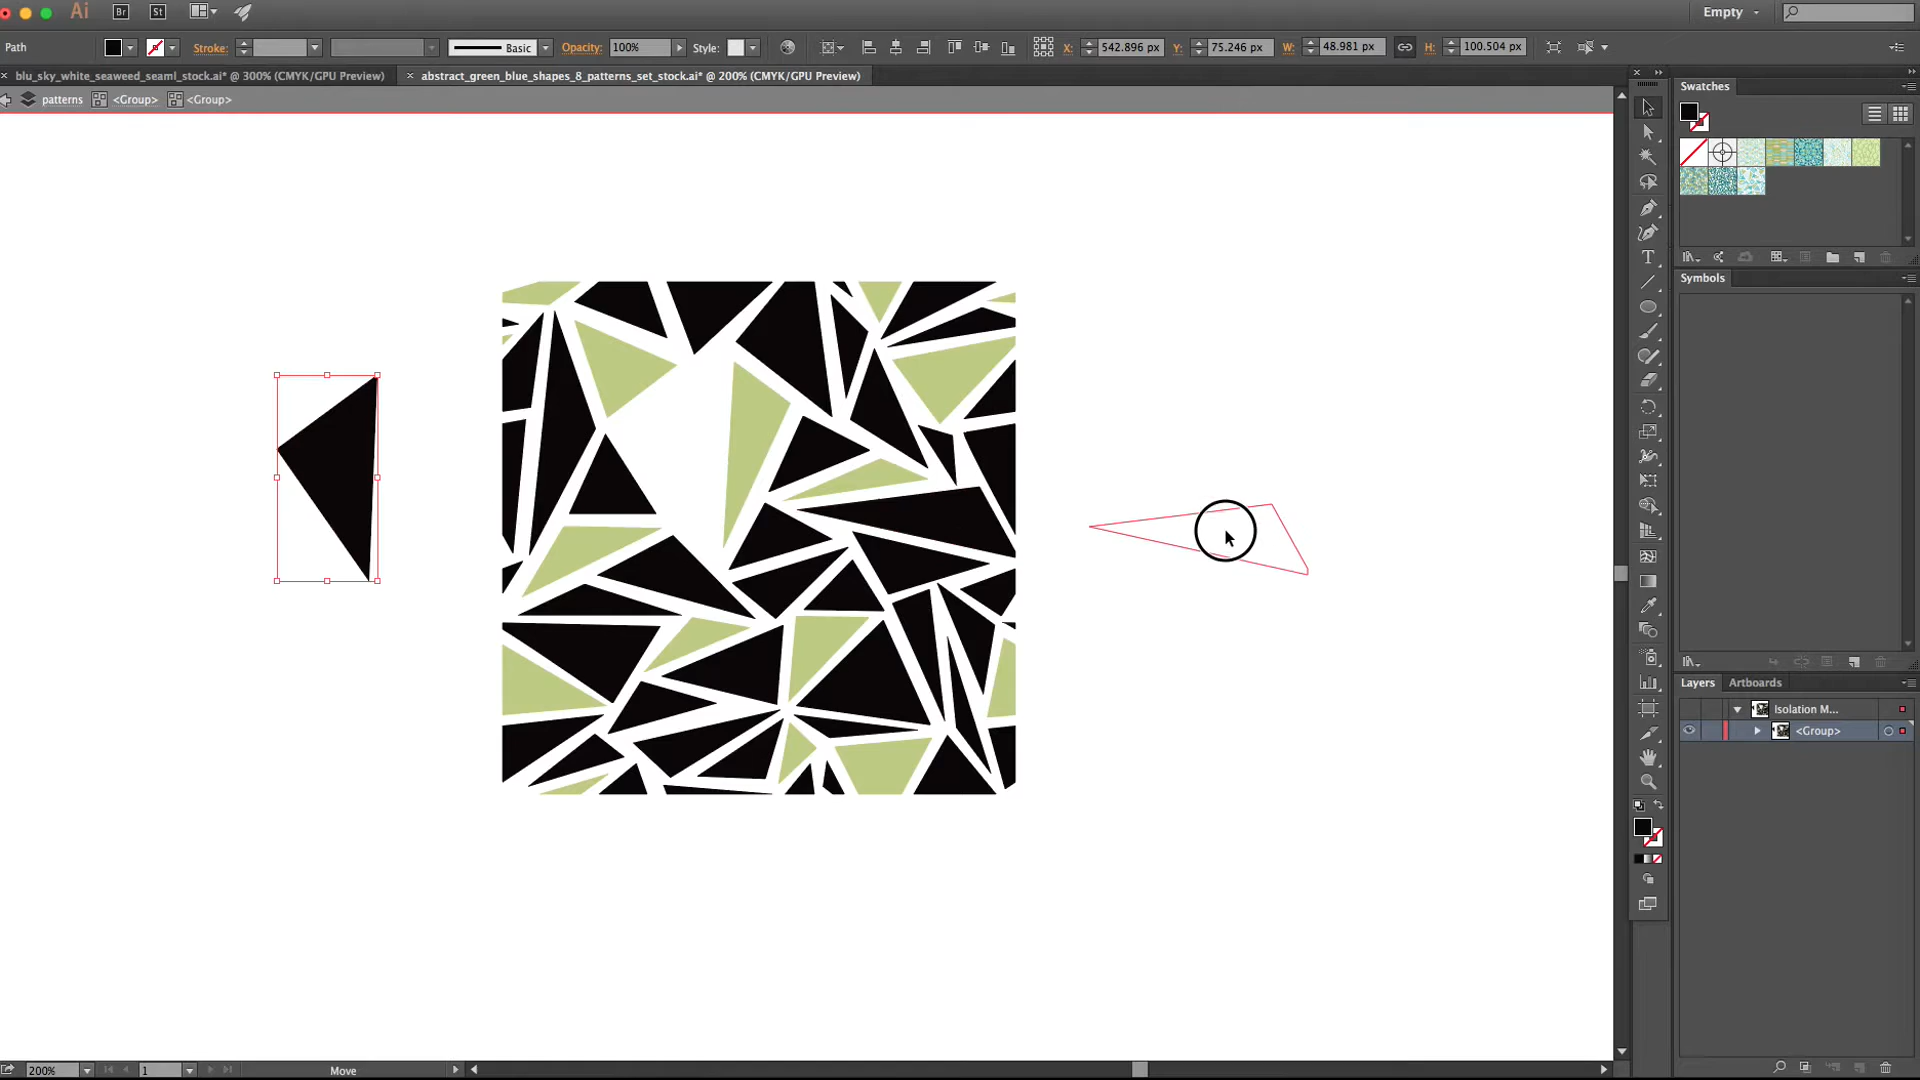 Ai Br St Empty
Path Stroke: Basic Opacity: 100% Style: X: 542.896 px Y: 75.246 px W: 48.981 px H: 100.504 px
× blu_sky_white_seaweed_seaml_stock.ai* @ 300% (CMYK/GPU Preview) × abstract_green_blue_shapes_8_patterns_set_stock.ai* @ 200% (CMYK/GPU Preview)
patterns <Group> <Group>
Swatches
Symbols
Layers Artboards
Isolation M...
<Group>
200% 1 Move